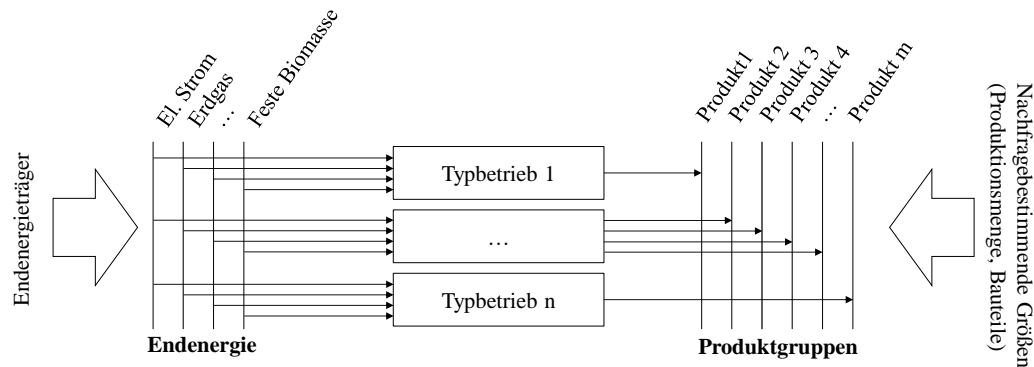 Endenergieträger
El. Strom
Erdgas
…
Feste Biomasse
Typbetrieb 1
…
Typbetrieb n
Endenergie
Produkt1
Produkt 2
Produkt 3
Produkt 4
…
Produkt m
Produktgruppen
Nachfragebestimmende Größen
(Produktionsmenge, Bauteile)